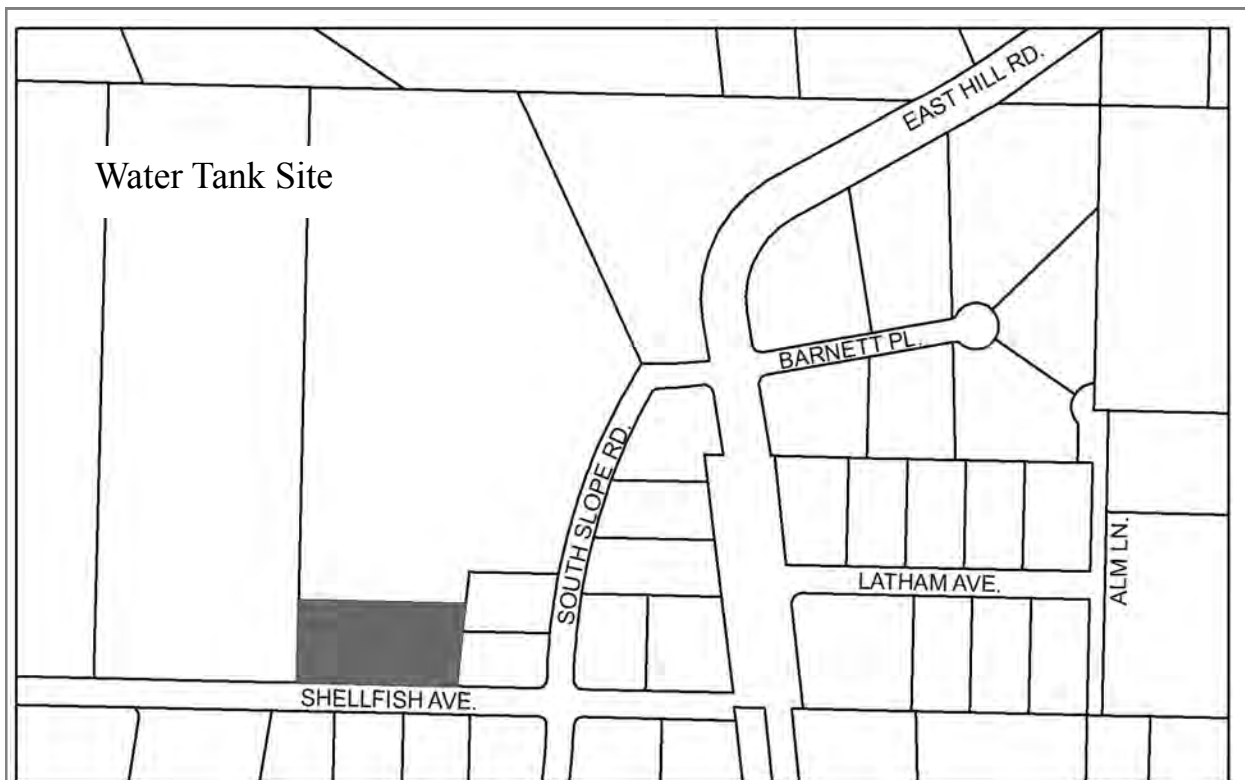 EAST HILL RD.
Water Tank Site
BARNETT PL.
SOUTH SLOPE RD.
ALM LN.
LATHAM AVE.
SHELLFISH AVE.